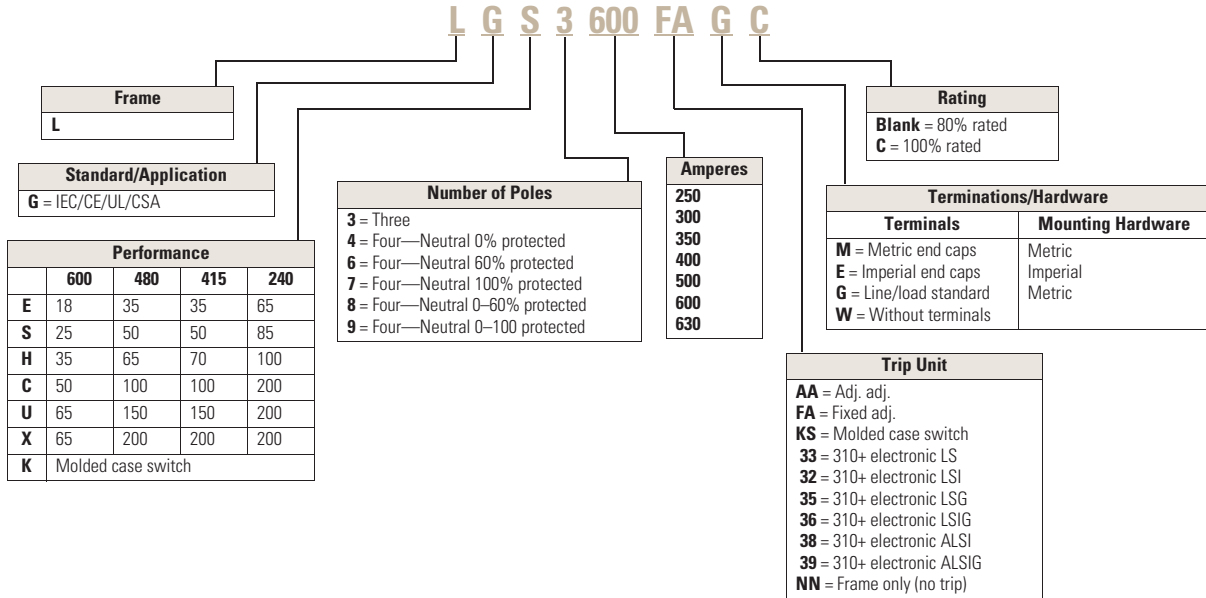 L G S 3 600 FA G C
Frame
L
Standard/Application
G = IEC/CE/UL/CSA
Performance
600 480 415 240
E 18 35 35 65
S 25 50 50 85
H 35 65 70 100
C 50 100 100 200
U 65 150 150 200
X 65 200 200 200
K Molded case switch
Number of Poles
3 = Three
4 = Four—Neutral 0% protected
6 = Four—Neutral 60% protected
7 = Four—Neutral 100% protected
8 = Four—Neutral 0–60% protected
9 = Four—Neutral 0–100 protected
Amperes
250
300
350
400
500
600
630
Rating
Blank = 80% rated
C = 100% rated
Terminations/Hardware
Terminals Mounting Hardware
M = Metric end caps Metric
E = Imperial end caps Imperial
G = Line/load standard Metric
W = Without terminals
Trip Unit
AA = Adj. adj.
FA = Fixed adj.
KS = Molded case switch
33 = 310+ electronic LS
32 = 310+ electronic LSI
35 = 310+ electronic LSG
36 = 310+ electronic LSIG
38 = 310+ electronic ALSI
39 = 310+ electronic ALSIG
NN = Frame only (no trip)